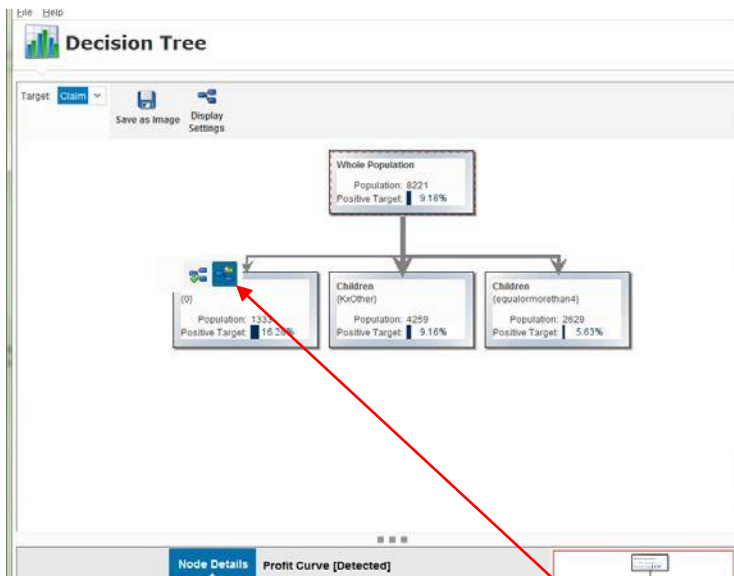 File Help
Decision Tree
Target Claim
Save as Image
Display Settings
Whole Population
Population: 8221
Positive Target 9.18%
(0)
Population: 1333
Positive Target
Children
(KxOther)
Population: 4259
Positive Target 9.16%
Children
(equalormorethan4)
Population: 2629
Positive Target 5.63%
Node Details Profit Curve [Detected]